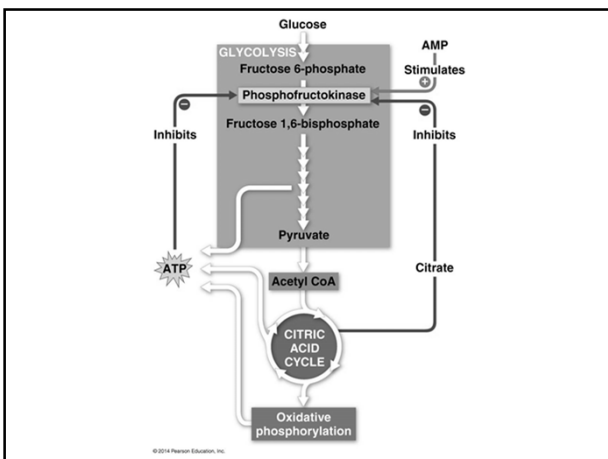 Glucose
GLYCOLYSIS
AMP
Fructose 6-phosphate
Stimulates
+
Phosphofructokinase
–
–
Inhibits
Fructose 1,6-bisphosphate
Inhibits
Pyruvate
ATP
Acetyl CoA
Citrate
CITRIC
ACID
CYCLE
Oxidative
phosphorylation
© 2014 Pearson Education, Inc.